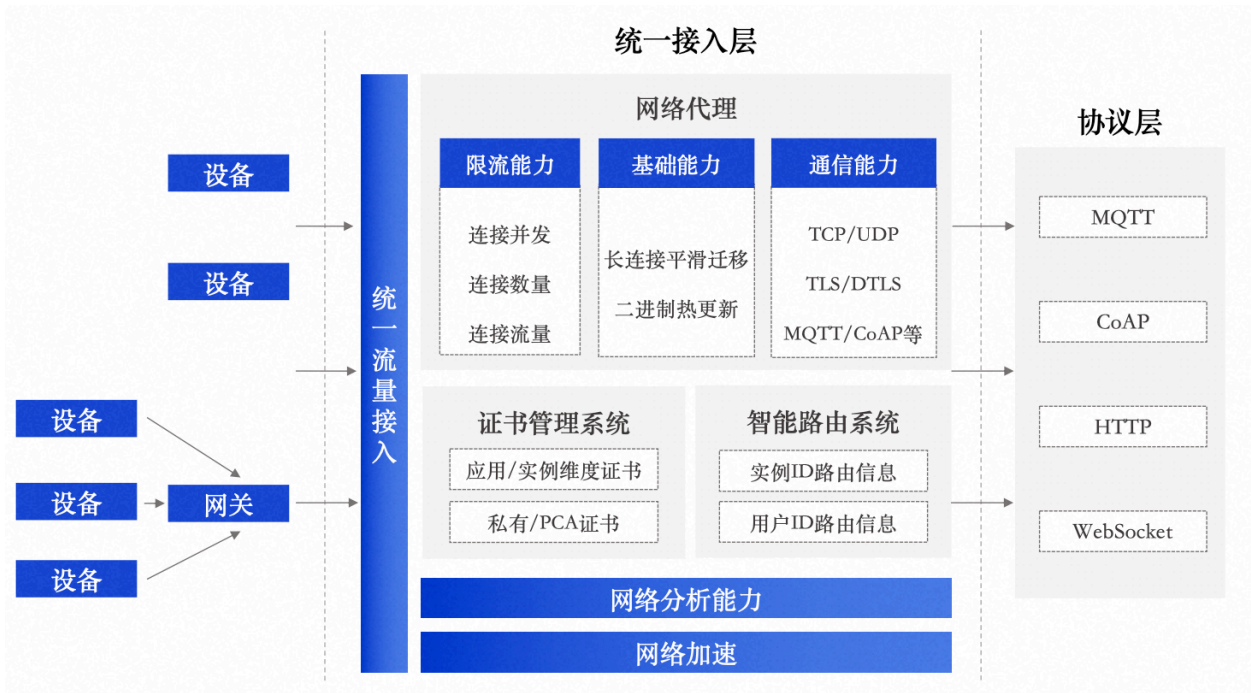 统一接入层
设备
设备
设备
设备
设备
网关
统一流量接入
网络代理
限流能力
连接并发
连接数量
连接流量
基础能力
长连接平滑迁移
二进制热更新
通信能力
TCP/UDP
TLS/DTLS
MQTT/CoAP等
证书管理系统
应用/实例维度证书
私有/PCA证书
智能路由系统
实例ID路由信息
用户ID路由信息
网络分析能力
网络加速
协议层
MQTT
CoAP
HTTP
WebSocket